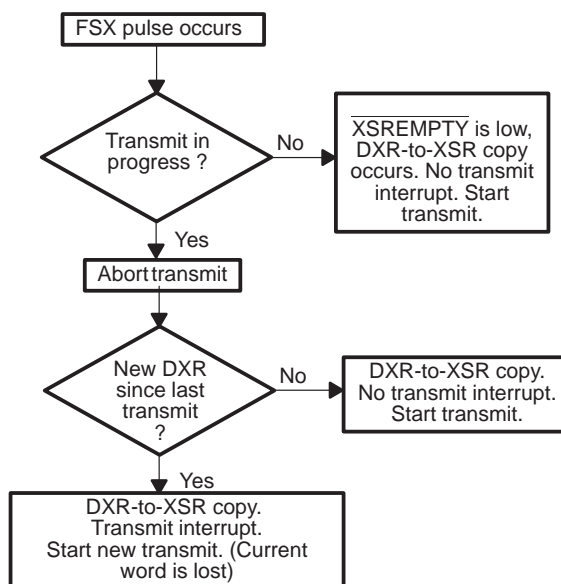 FSX pulse occurs
Transmit in
progress ?
No
XSREMPTY is low,
DXR-to-XSR copy
occurs. No transmit
interrupt. Start
transmit.
Yes
Abort transmit
New DXR
since last
transmit
?
No
DXR-to-XSR copy.
No transmit interrupt.
Start transmit.
Yes
DXR-to-XSR copy.
Transmit interrupt.
Start new transmit. (Current
word is lost)